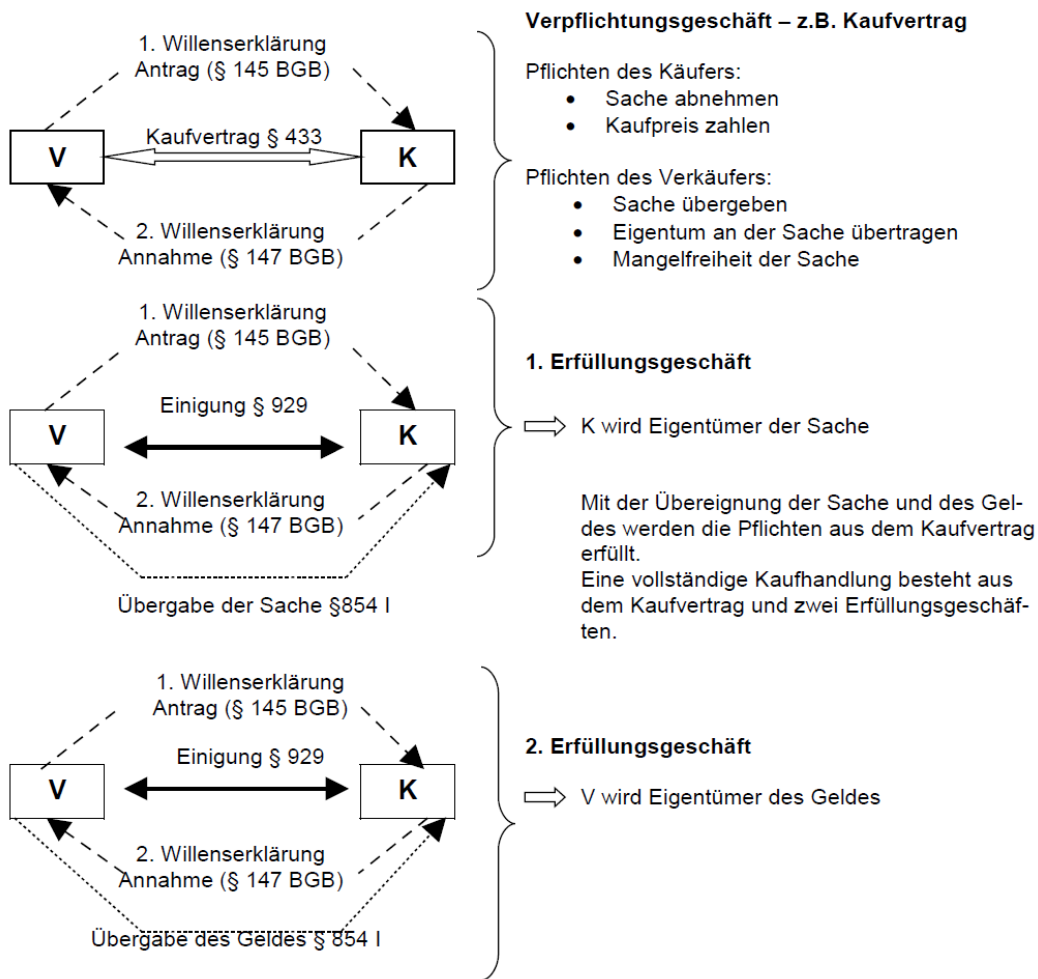 Verpflichtungsgeschäft – z.B. Kaufvertrag
1. Willenserklärung
Antrag (§ 145 BGB)
V
Kaufvertrag § 433
K
2. Willenserklärung
Annahme (§ 147 BGB)
Pflichten des Käufers:
• Sache abnehmen
• Kaufpreis zahlen
Pflichten des Verkäufers:
• Sache übergeben
• Eigentum an der Sache übertragen
• Mangelfreiheit der Sache
1. Willenserklärung
Antrag (§ 145 BGB)
V
Einigung § 929
K
2. Willenserklärung
Annahme (§ 147 BGB)
Übergabe der Sache §854 I
1. Erfüllungsgeschäft
K wird Eigentümer der Sache
Mit der Übereignung der Sache und des Gel-
des werden die Pflichten aus dem Kaufvertrag
erfüllt.
Eine vollständige Kaufhandlung besteht aus
dem Kaufvertrag und zwei Erfüllungsgeschäf-
ten.
1. Willenserklärung
Antrag (§ 145 BGB)
V
Einigung § 929
K
2. Willenserklärung
Annahme (§ 147 BGB)
Übergabe des Geldes § 854 I
2. Erfüllungsgeschäft
V wird Eigentümer des Geldes